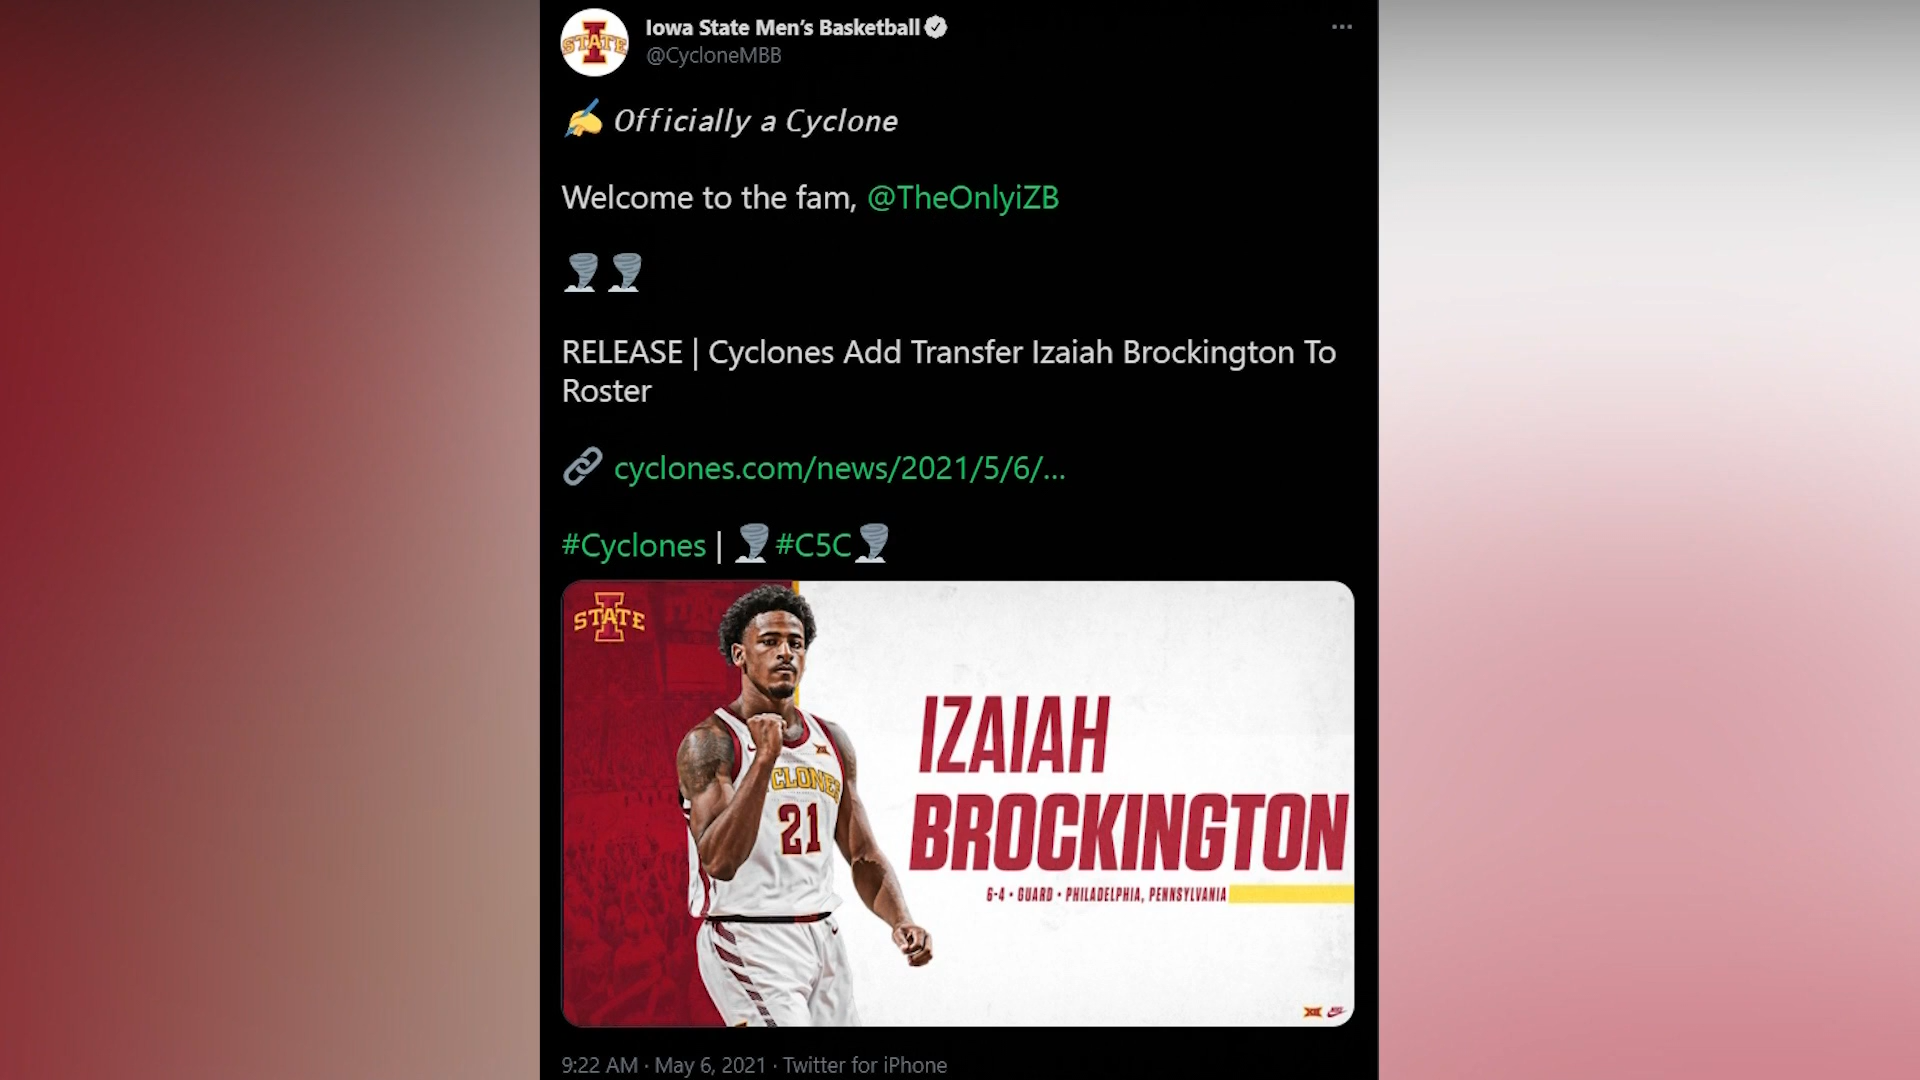 Iowa State Men's Basketball
@CycloneMBB
✍ Officially a Cyclone
Welcome to the fam, @TheOnlyiZB
🌪🌪
RELEASE | Cyclones Add Transfer Izaiah Brockington To
Roster
🔗 cyclones.com/news/2021/5/6/...
#Cyclones | 🌪#C5C🌪
I STATE
IZAIAH
BROCKINGTON
6-4 • GUARD • PHILADELPHIA, PENNSYLVANIA
CYCLONES
21
9:22 AM · May 6, 2021 · Twitter for iPhone